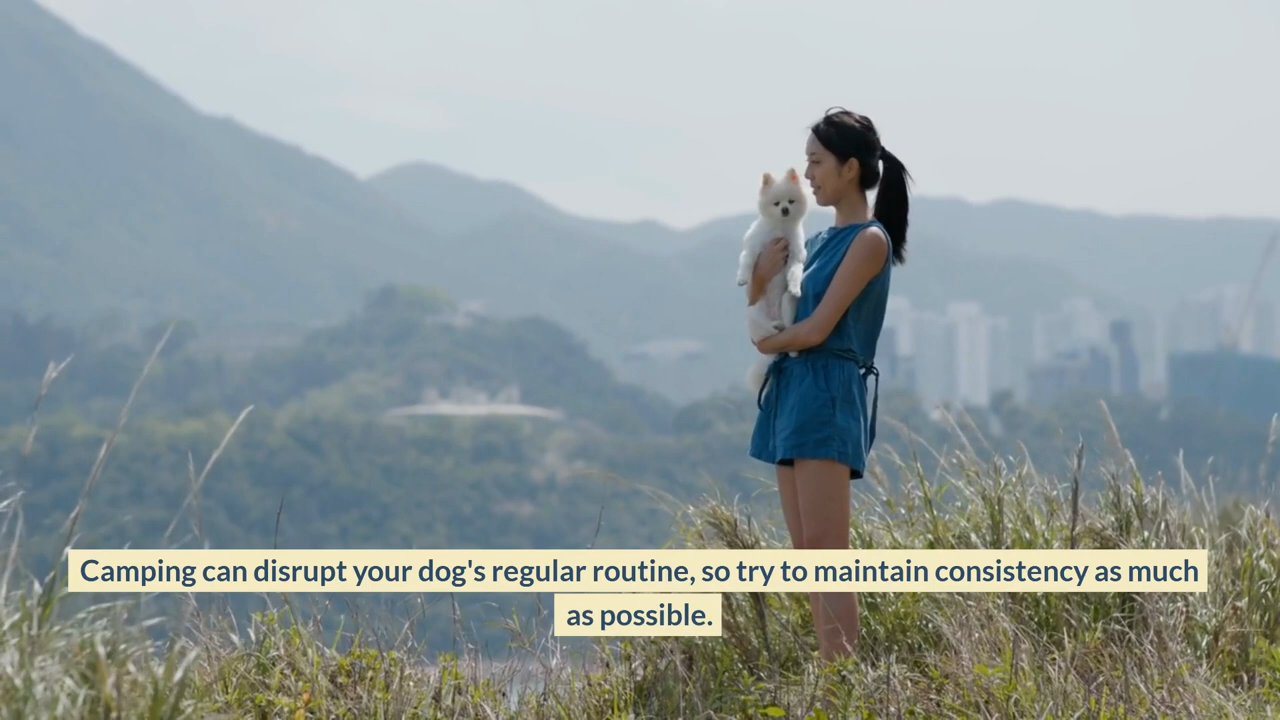 Camping can disrupt your dog's regular routine, so try to maintain consistency as much
as possible.